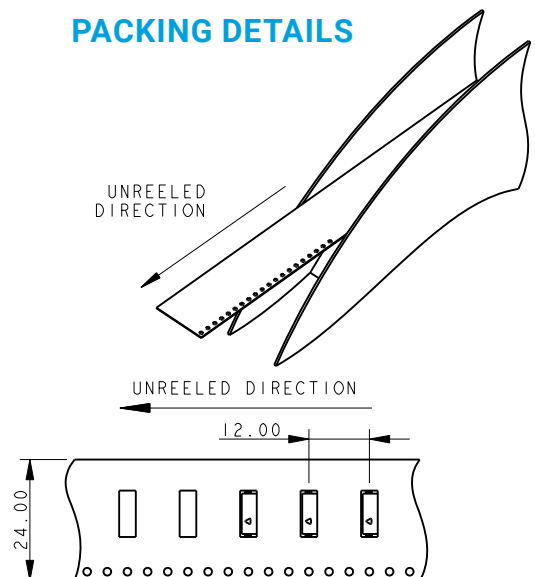 PACKING DETAILS
UNREELED
DIRECTION
UNREELED DIRECTION
12.00
24.00